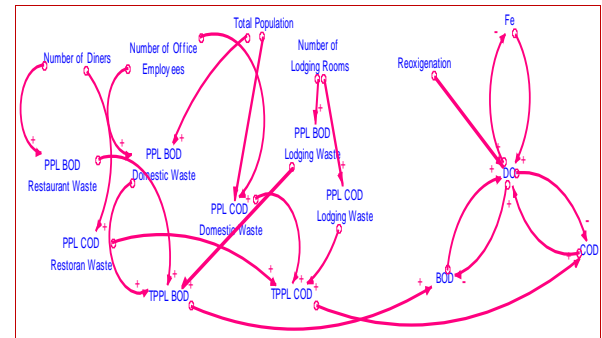 Total Population
Fe
Number of Diners
Number of Office
Employees
Number of
Lodging Rooms
Reoxigenation
PPL BOD
Restaurant Waste
PPL BOD
Domestic Waste
PPL BOD
Lodging Waste
PPL COD
Domestic Waste
PPL COD
Lodging Waste
PPL COD
Restoran Waste
TPPL BOD
TPPL COD
DO
BOD
COD